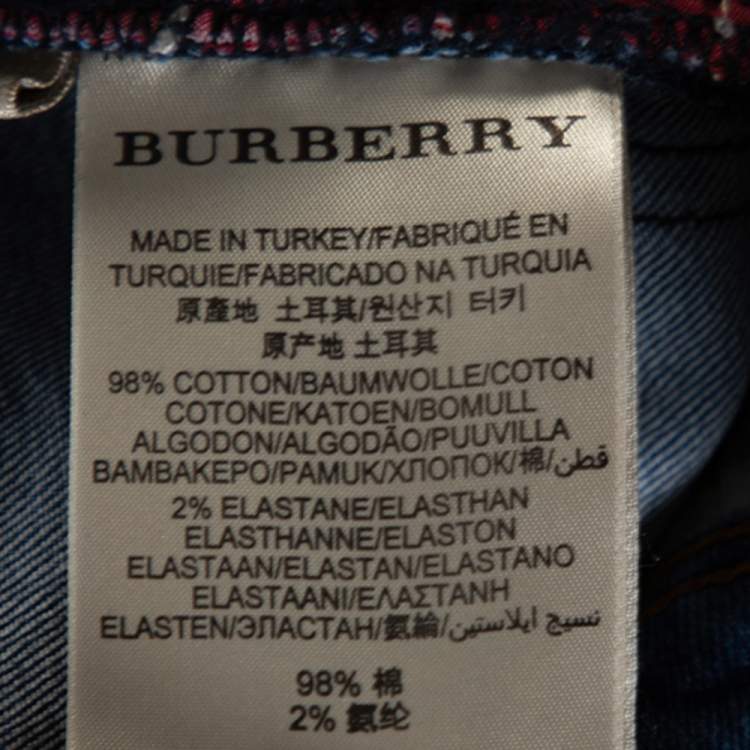 BURBERRY
MADE IN TURKEY/FABRIQUÉ EN
TURQUIE/FABRICADO NA TURQUIA
原產地 土耳其/원산지 터키
原产地 土耳其
98% COTTON/BAUMWOLLE/COTON
COTONE/KATOEN/BOMULL
ALGODON/ALGODÃO/PUUVILLA
BAMBAKEPO/PAMUK/ХЛОПОК/棉/قطن
2% ELASTANE/ELASTHAN
ELASTHANNE/ELASTON
ELASTAAN/ELASTAN/ELASTANO
ELASTAANI/ΕΛΑΣΤΑΝΗ
ELASTEN/ЭЛАСТАН/氨綸/نسيج ايلاستين
98% 棉
2% 氨纶